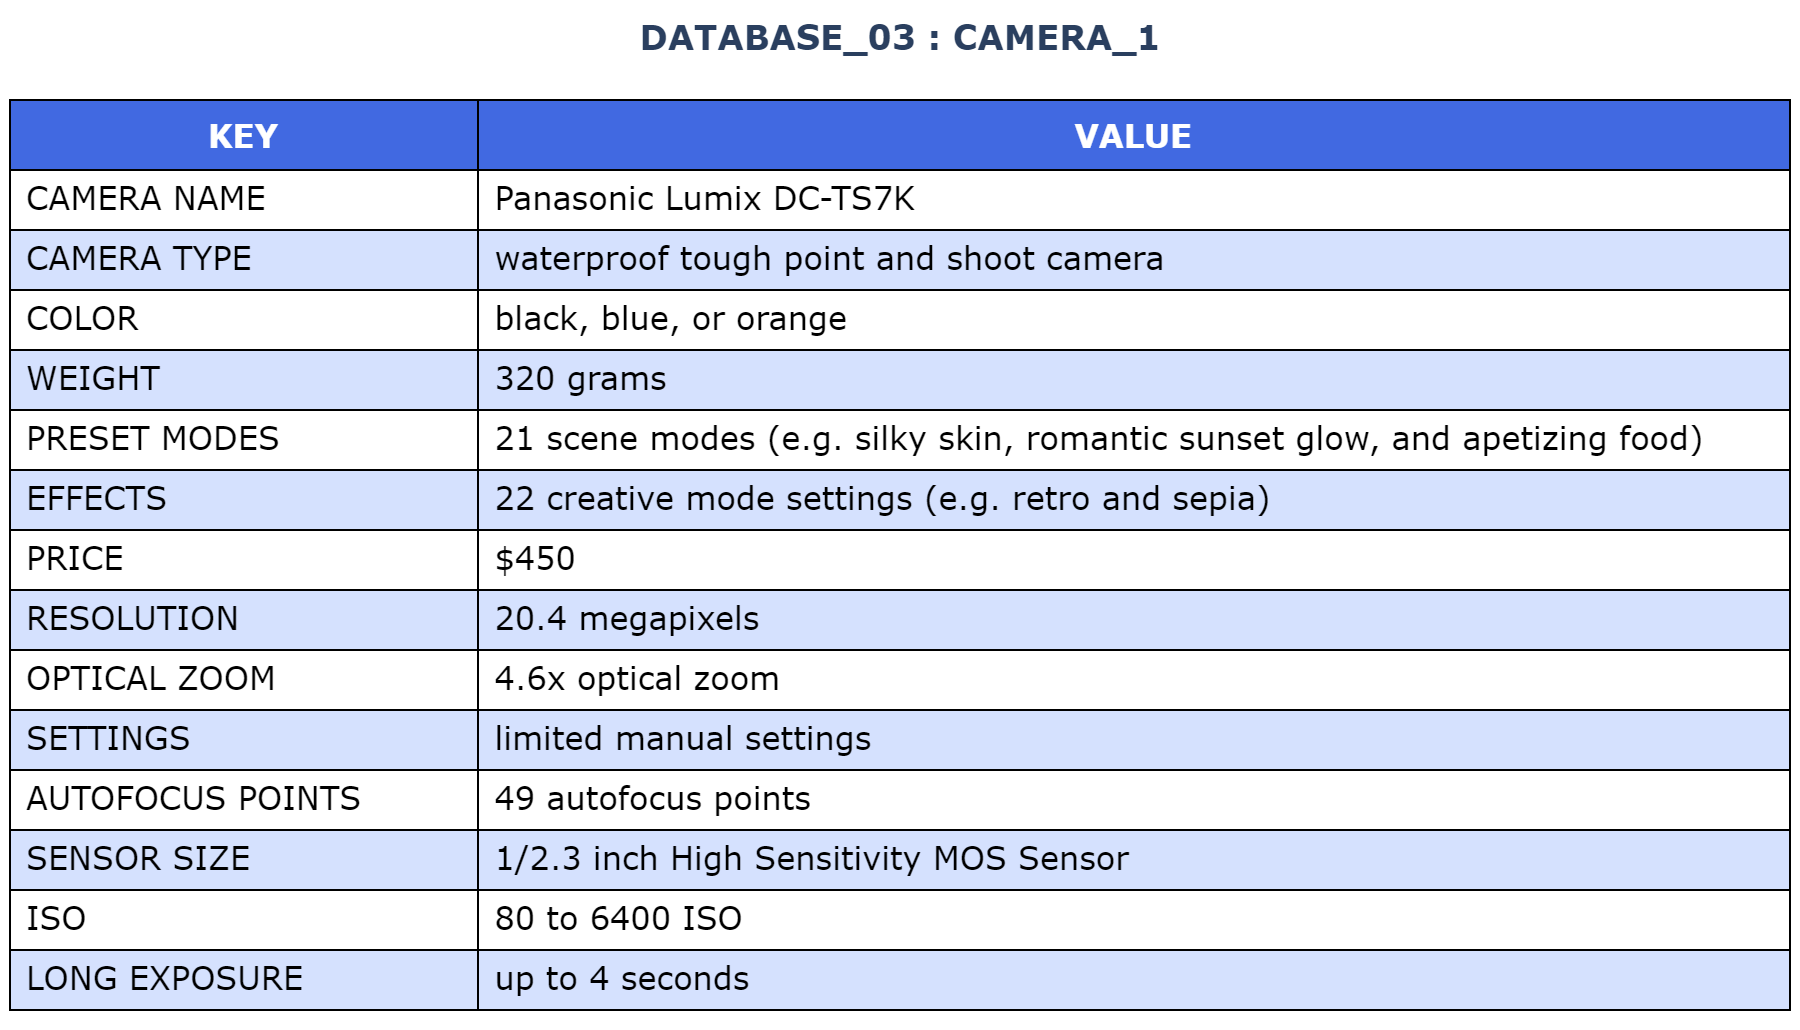 DATABASE_03 : CAMERA_1
KEY VALUE
CAMERA NAME Panasonic Lumix DC-TS7K
CAMERA TYPE waterproof tough point and shoot camera
COLOR black, blue, or orange
WEIGHT 320 grams
PRESET MODES 21 scene modes (e.g. silky skin, romantic sunset glow, and apetizing food)
EFFECTS 22 creative mode settings (e.g. retro and sepia)
PRICE $450
RESOLUTION 20.4 megapixels
OPTICAL ZOOM 4.6x optical zoom
SETTINGS limited manual settings
AUTOFOCUS POINTS 49 autofocus points
SENSOR SIZE 1/2.3 inch High Sensitivity MOS Sensor
ISO 80 to 6400 ISO
LONG EXPOSURE up to 4 seconds